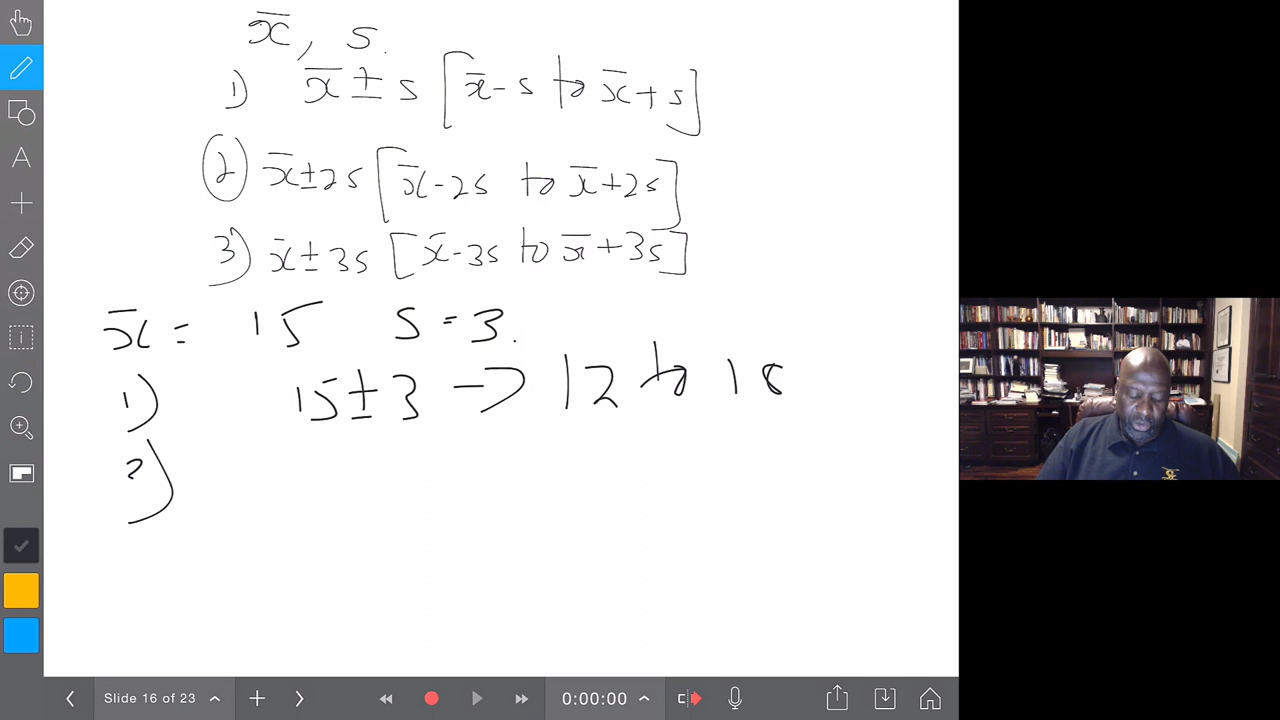 x̄, s.
1) x̄ ± s [x̄ - s to x̄ + s]
2) x̄ ± 2s [x̄ - 2s to x̄ + 2s]
3) x̄ ± 3s [x̄ - 3s to x̄ + 3s]
x̄ = 15 s = 3.
1) 15 ± 3 -> 12 to 18
2)
Slide 16 of 23
0:00:00